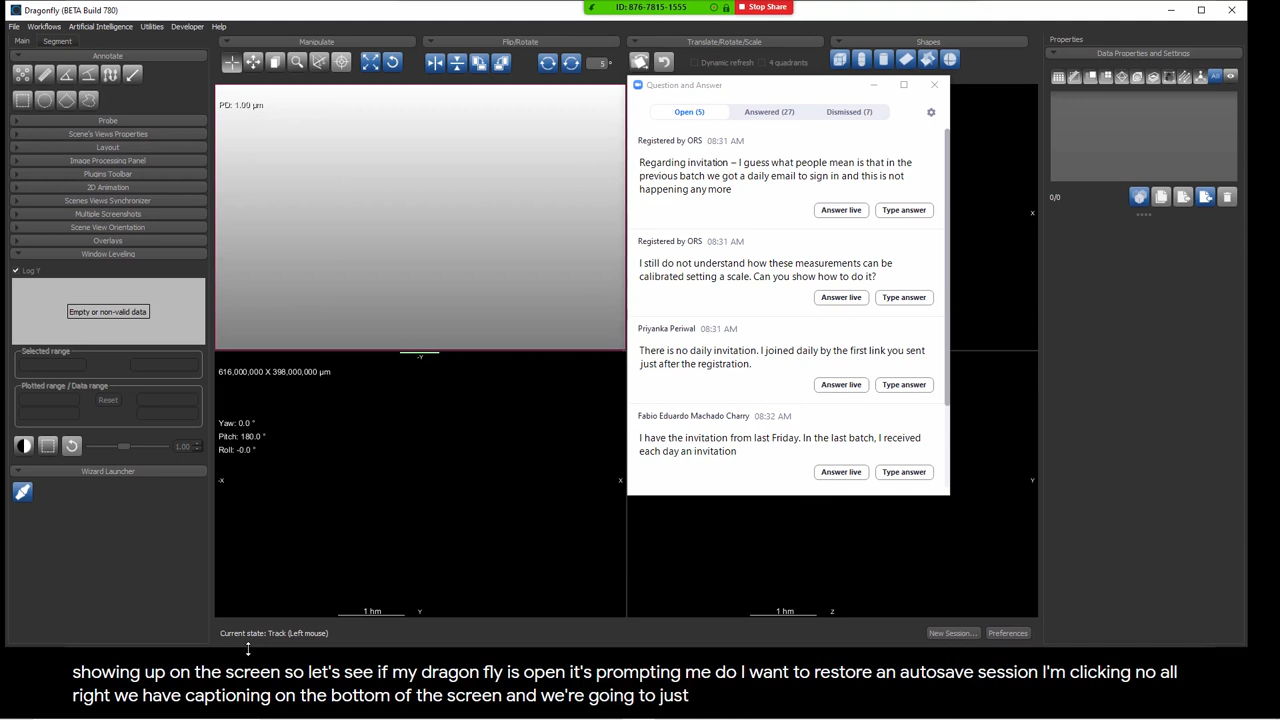 Dragonfly (BETA Build 780)
ID: 876-7815-1555
Stop Share
File Workflows Artificial Intelligence Utilities Developer Help
Main Segment
Manipulate
Flip/Rotate
Translate/Rotate/Scale
Shapes
Properties
Annotate
5 °
Dynamic refresh
4 quadrants
Data Properties and Settings
All
Probe
Scene's Views Properties
Layout
Image Processing Panel
Plugins Toolbar
2D Animation
Scenes Views Synchronizer
Multiple Screenshots
Scene View Orientation
Overlays
Window Leveling
Log Y
Empty or non-valid data
Selected range
Plotted range / Data range
Reset
1.00
Wizard Launcher
PD: 1.00 µm
-Y
616,000,000 X 398,000,000 µm
Yaw: 0.0 °
Pitch: 180.0 °
Roll: -0.0 °
-X
X
1 hm
Y
Question and Answer
Open (5) Answered (27) Dismissed (7)
Registered by ORS 08:31 AM
Regarding invitation – I guess what people mean is that in the
previous batch we got a daily email to sign in and this is not
happening any more
Answer live Type answer
Registered by ORS 08:31 AM
I still do not understand how these measurements can be
calibrated setting a scale. Can you show how to do it?
Answer live Type answer
Priyanka Periwal 08:31 AM
There is no daily invitation. I joined daily by the first link you sent
just after the registration.
Answer live Type answer
Fabio Eduardo Machado Charry 08:32 AM
I have the invitation from last Friday. In the last batch, I received
each day an invitation
Answer live Type answer
X
Y
1 hm
Z
0/0
Current state: Track (Left mouse)
New Session...
Preferences
showing up on the screen so let's see if my dragon fly is open it's prompting me do I want to restore an autosave session I'm clicking no all
right we have captioning on the bottom of the screen and we're going to just